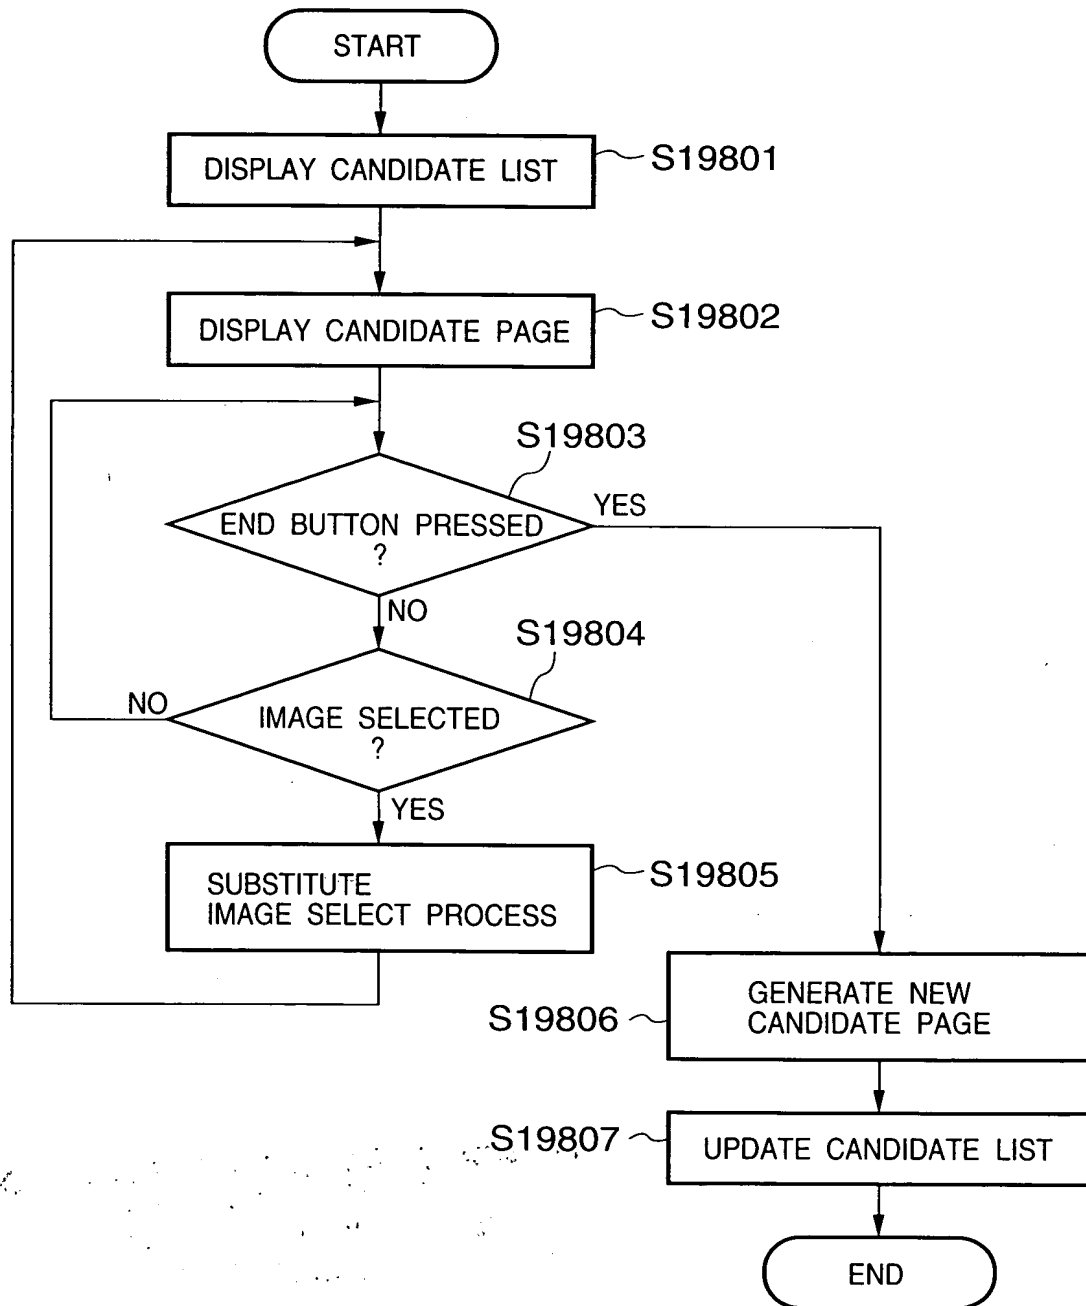 START
DISPLAY CANDIDATE LIST
S19801
DISPLAY CANDIDATE PAGE
S19802
S19803
END BUTTON PRESSED
?
YES
NO
S19804
IMAGE SELECTED
?
NO
YES
SUBSTITUTE
IMAGE SELECT PROCESS
S19805
GENERATE NEW
CANDIDATE PAGE
S19806
UPDATE CANDIDATE LIST
S19807
END